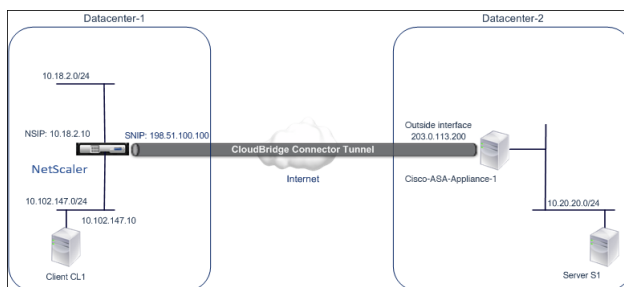 Datacenter-1
Datacenter-2
10.18.2.0/24
NSIP: 10.18.2.10
SNIP: 198.51.100.100
Outside interface
203.0.113.200
CloudBridge Connector Tunnel
NetScaler
Internet
Cisco-ASA-Appliance-1
10.102.147.0/24
10.102.147.10
10.20.20.0/24
Client CL1
Server S1